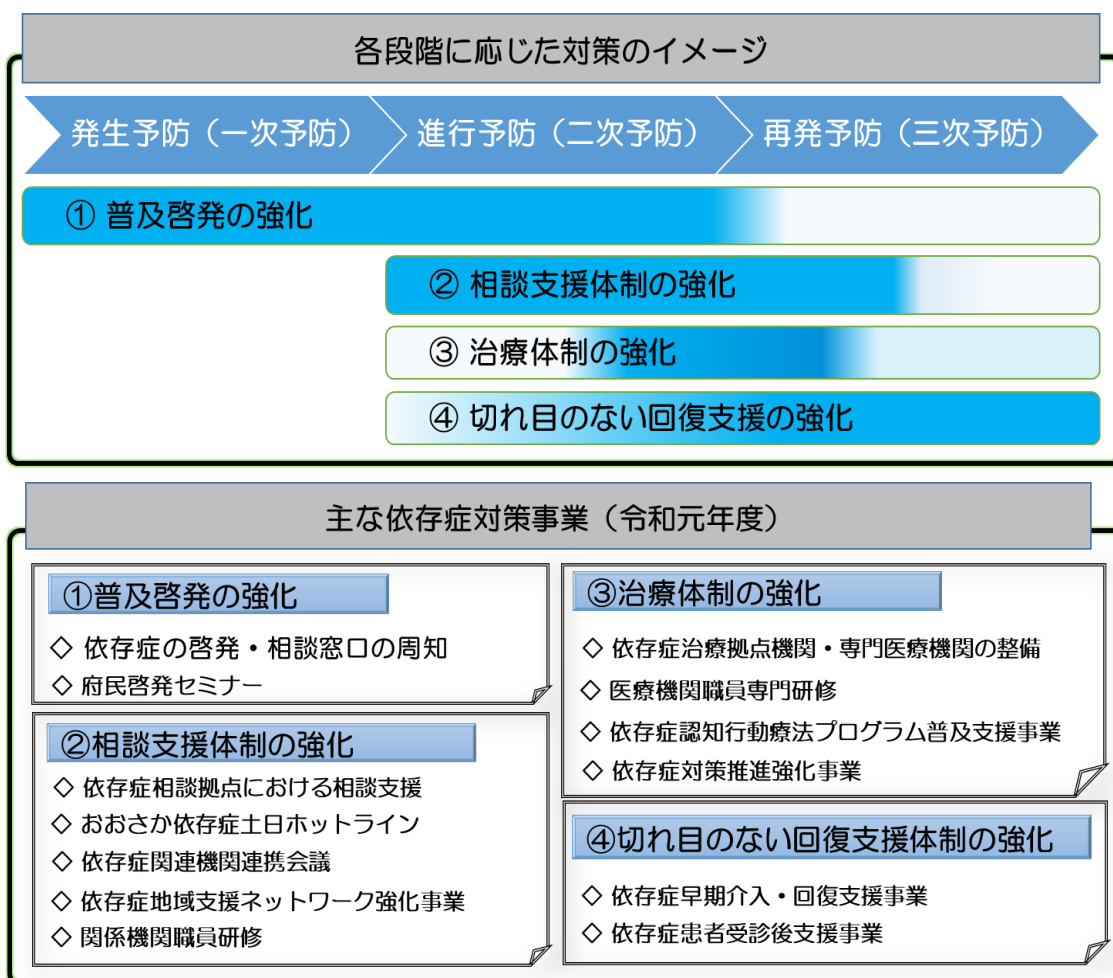 各段階に応じた対策のイメージ
発生予防（一次予防）
進行予防（二次予防）
再発予防（三次予防）
① 普及啓発の強化
② 相談支援体制の強化
③ 治療体制の強化
④ 切れ目のない回復支援の強化
主な依存症対策事業（令和元年度）
①普及啓発の強化
◇ 依存症の啓発・相談窓口の周知
◇ 府民啓発セミナー
②相談支援体制の強化
◇ 依存症相談拠点における相談支援
◇ おおさか依存症土日ホットライン
◇ 依存症関連機関連携会議
◇ 依存症地域支援ネットワーク強化事業
◇ 関係機関職員研修
③治療体制の強化
◇ 依存症治療拠点機関・専門医療機関の整備
◇ 医療機関職員専門研修
◇ 依存症認知行動療法プログラム普及支援事業
◇ 依存症対策推進強化事業
④切れ目のない回復支援体制の強化
◇ 依存症早期介入・回復支援事業
◇ 依存症患者受診後支援事業